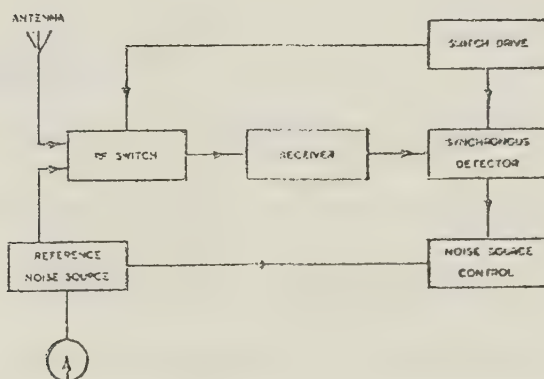 ANTENNA
SWITCH DRIVE
RF SWITCH
RECEIVER
SYNCHRONOUS
DETECTOR
REFERENCE
NOISE SOURCE
NOISE SOURCE
CONTROL